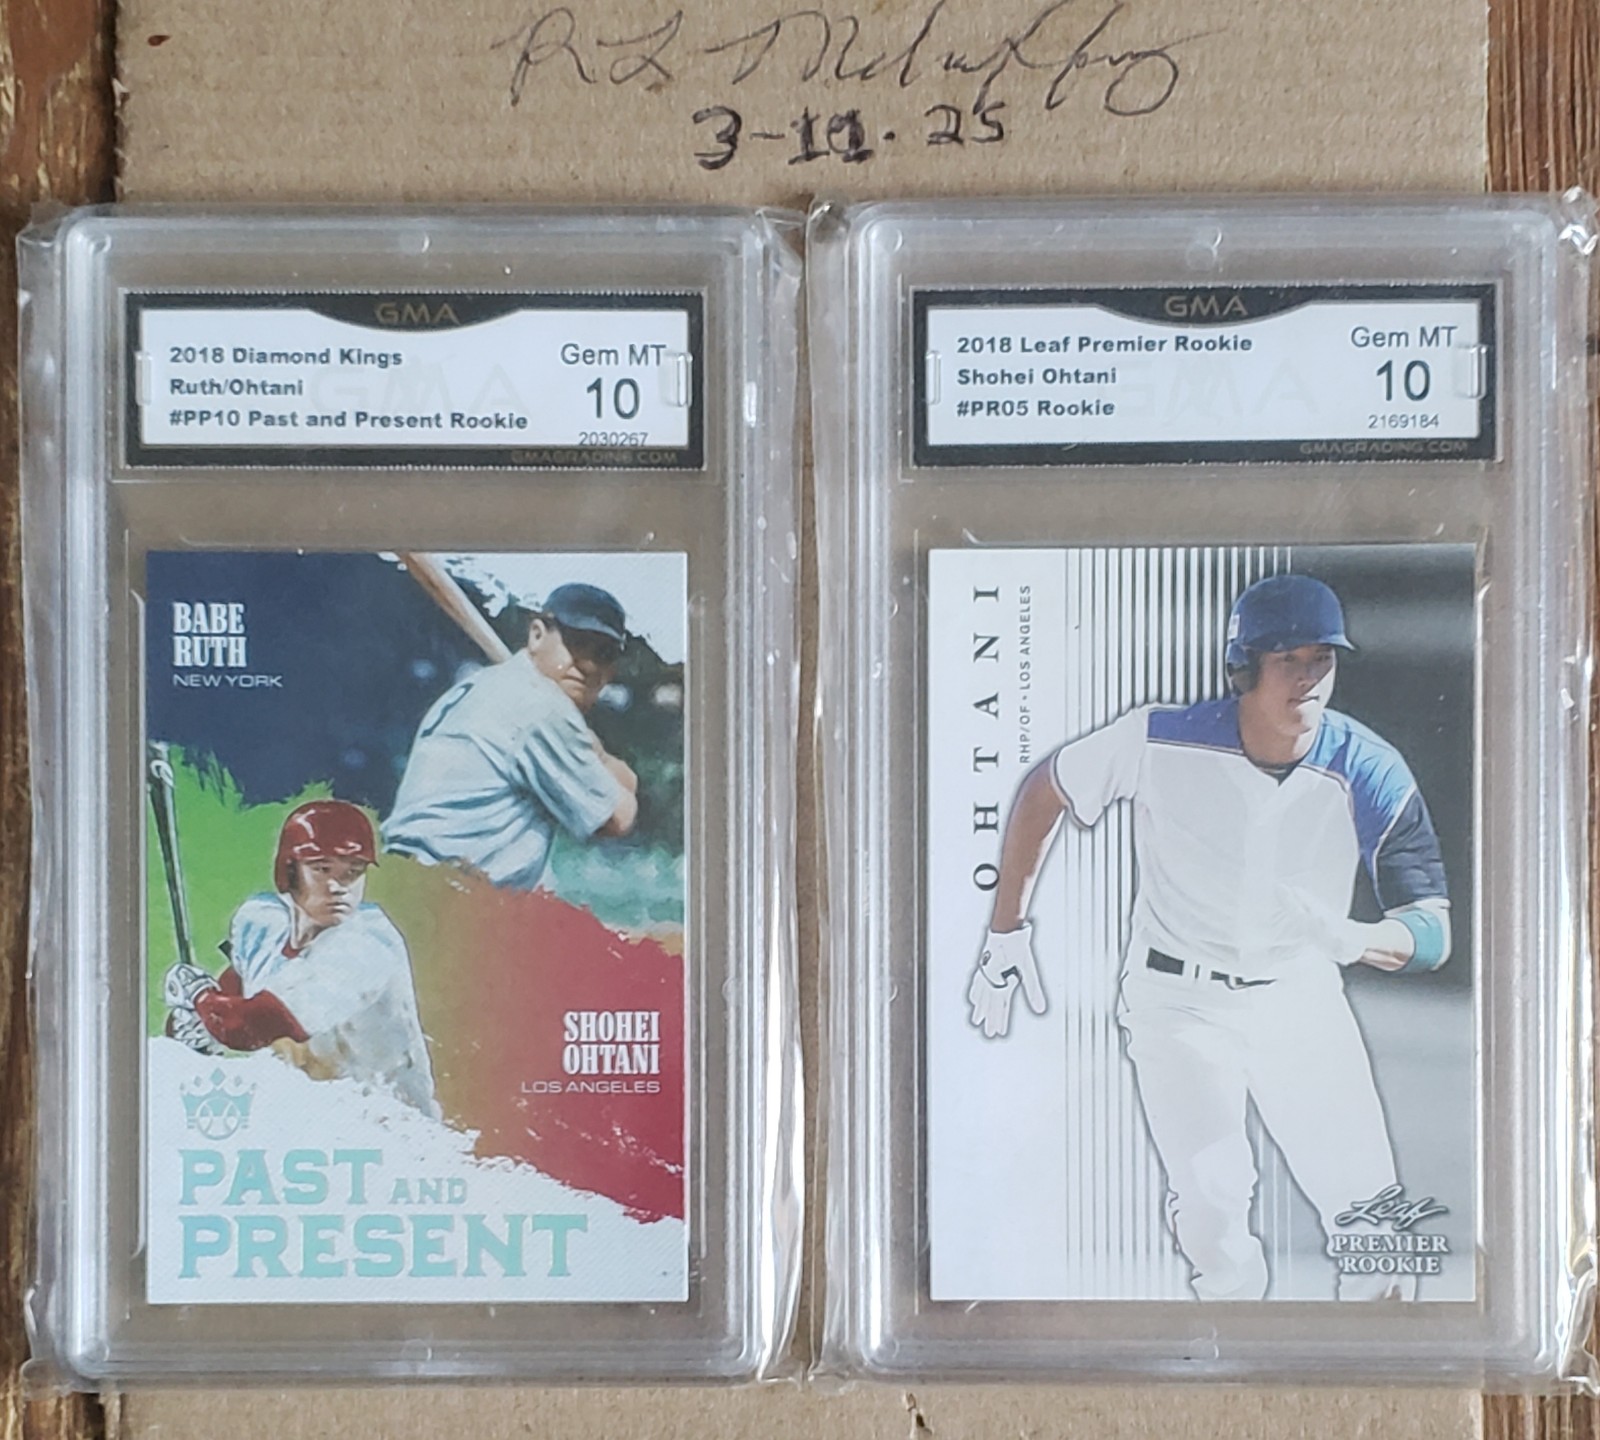 RL
3-11.25
GMA
2018 Diamond Kings
Ruth/Ohtani
#PP10 Past and Present Rookie
Gem MT
10
2030267
GMAGRADING.COM
BABE
RUTH
NEW YORK
SHOHEI
OHTANI
LOS ANGELES
PAST AND
PRESENT
GMA
2018 Leaf Premier Rookie
Shohei Ohtani
#PR05 Rookie
Gem MT
10
2169184
GMAGRADING.COM
OHTANI
RHP/OF • LOS ANGELES
Leaf
PREMIER
ROOKIE